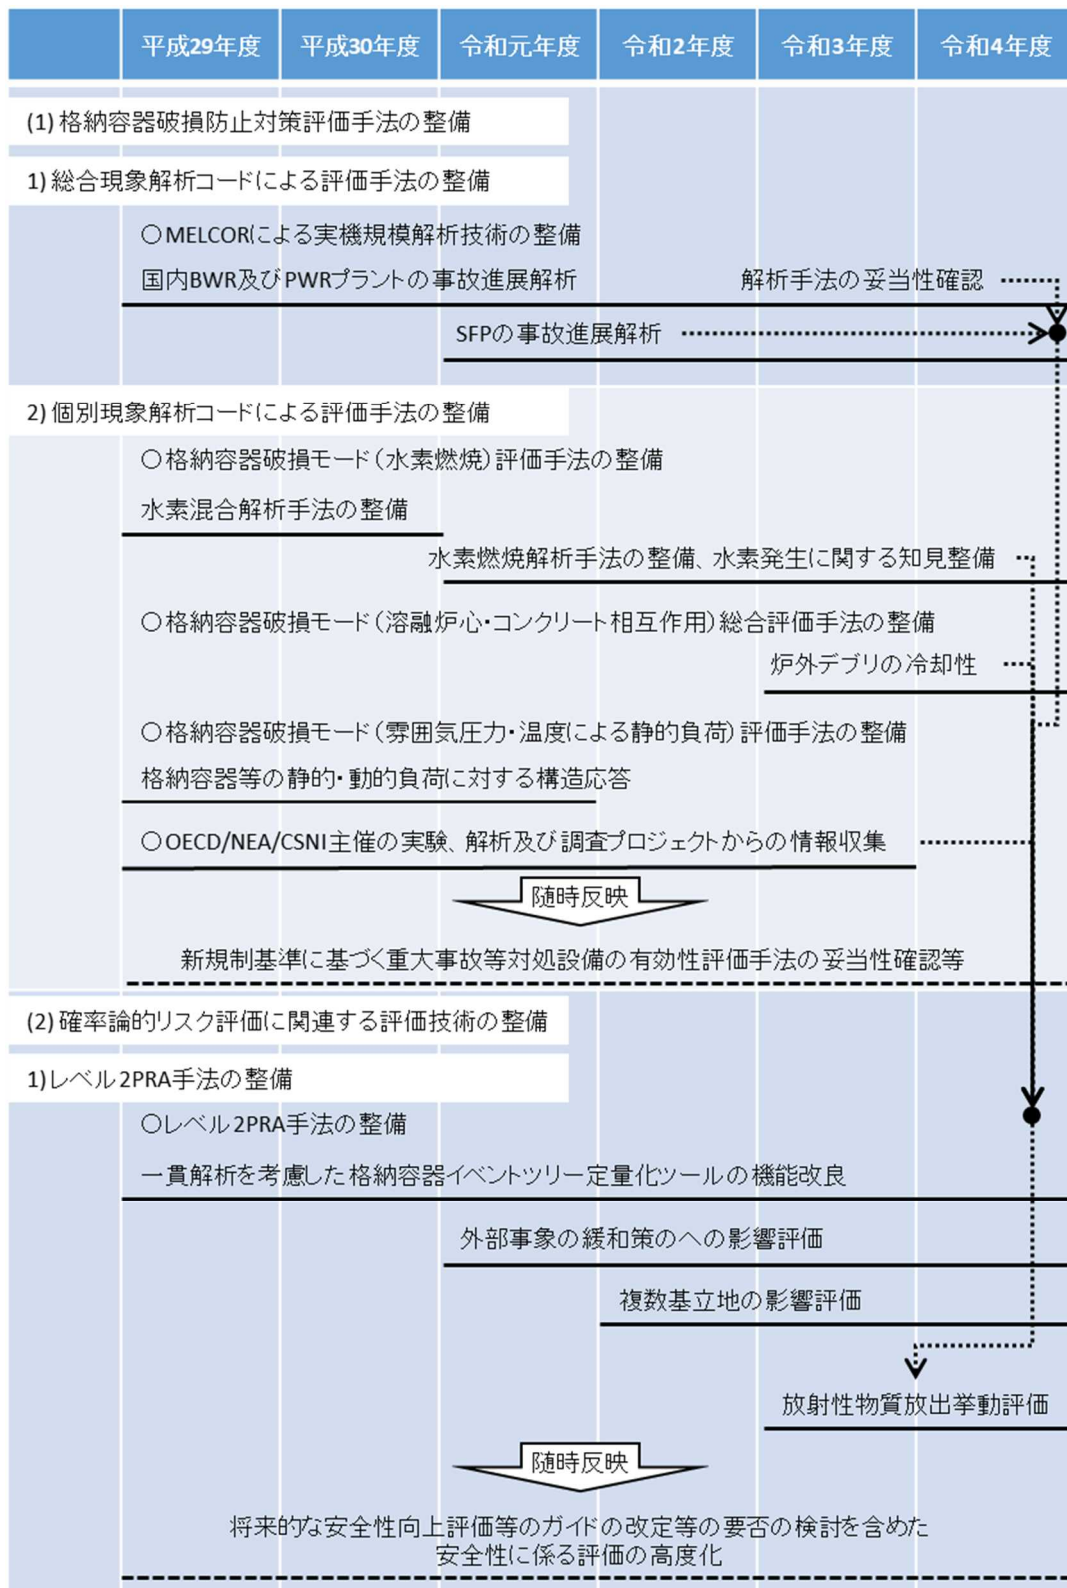 平成29年度 平成30年度 令和元年度 令和2年度 令和3年度 令和4年度
(1) 格納容器破損防止対策評価手法の整備
1) 総合現象解析コードによる評価手法の整備
○MELCORによる実機規模解析技術の整備
国内BWR及びPWRプラントの事故進展解析
解析手法の妥当性確認
SFPの事故進展解析
2) 個別現象解析コードによる評価手法の整備
○格納容器破損モード(水素燃焼)評価手法の整備
水素混合解析手法の整備
水素燃焼解析手法の整備、水素発生に関する知見整備
○格納容器破損モード(溶融炉心・コンクリート相互作用)総合評価手法の整備
炉外デブリの冷却性
○格納容器破損モード(雰囲気圧力・温度による静的負荷)評価手法の整備
格納容器等の静的・動的負荷に対する構造応答
○OECD/NEA/CSNI主催の実験、解析及び調査プロジェクトからの情報収集
随時反映
新規制基準に基づく重大事故等対処設備の有効性評価手法の妥当性確認等
(2) 確率論的リスク評価に関連する評価技術の整備
1)レベル2PRA手法の整備
○レベル2PRA手法の整備
一貫解析を考慮した格納容器イベントツリー定量化ツールの機能改良
外部事象の緩和策のへの影響評価
複数基立地の影響評価
放射性物質放出挙動評価
随時反映
将来的な安全性向上評価等のガイドの改定等の要否の検討を含めた
安全性に係る評価の高度化